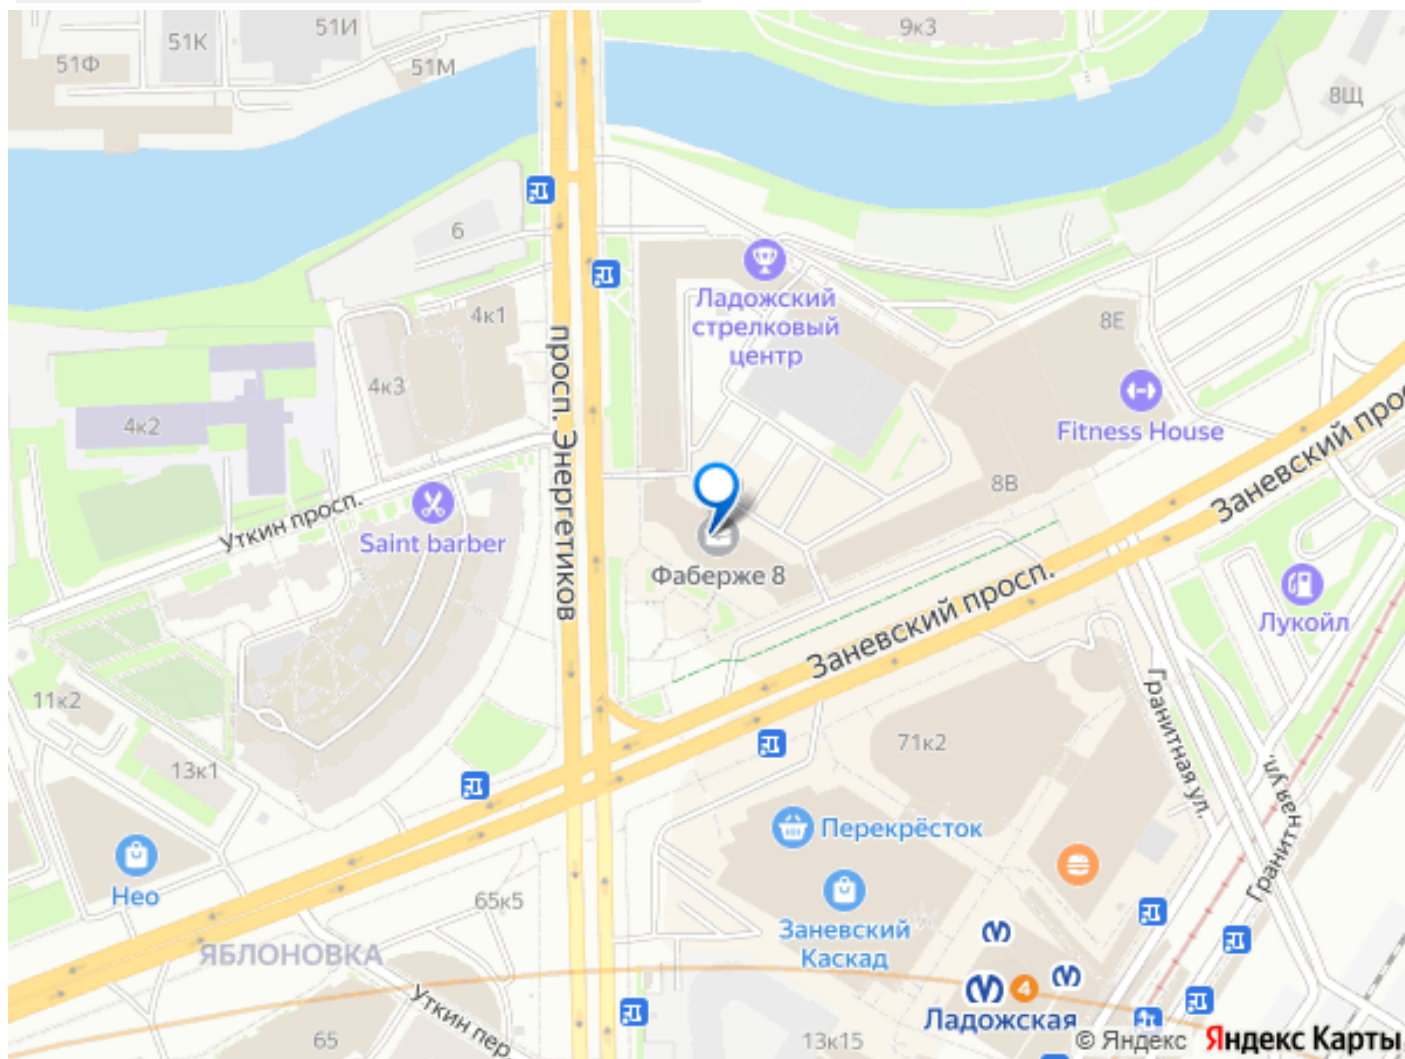 51И
9к3
51К
51Ф
51М
8Щ
6
Ладожский
стрелковый
центр
4к1
8Е
просп. Энергетиков
4к3
4к2
Fitness House
Заневский прос
8В
Уткин просп.
Saint barber
Фаберже 8
Заневский просп.
Лукойл
11к2
Гранитная ул.
71к2
13к1
Перекрёсток
Гранитная ул.
Нео
65к5
Заневский
Каскад
ЯБЛОНОВКА
4
Уткин пер
Ладожская
65
13к15
© Яндекс Яндекс Карты